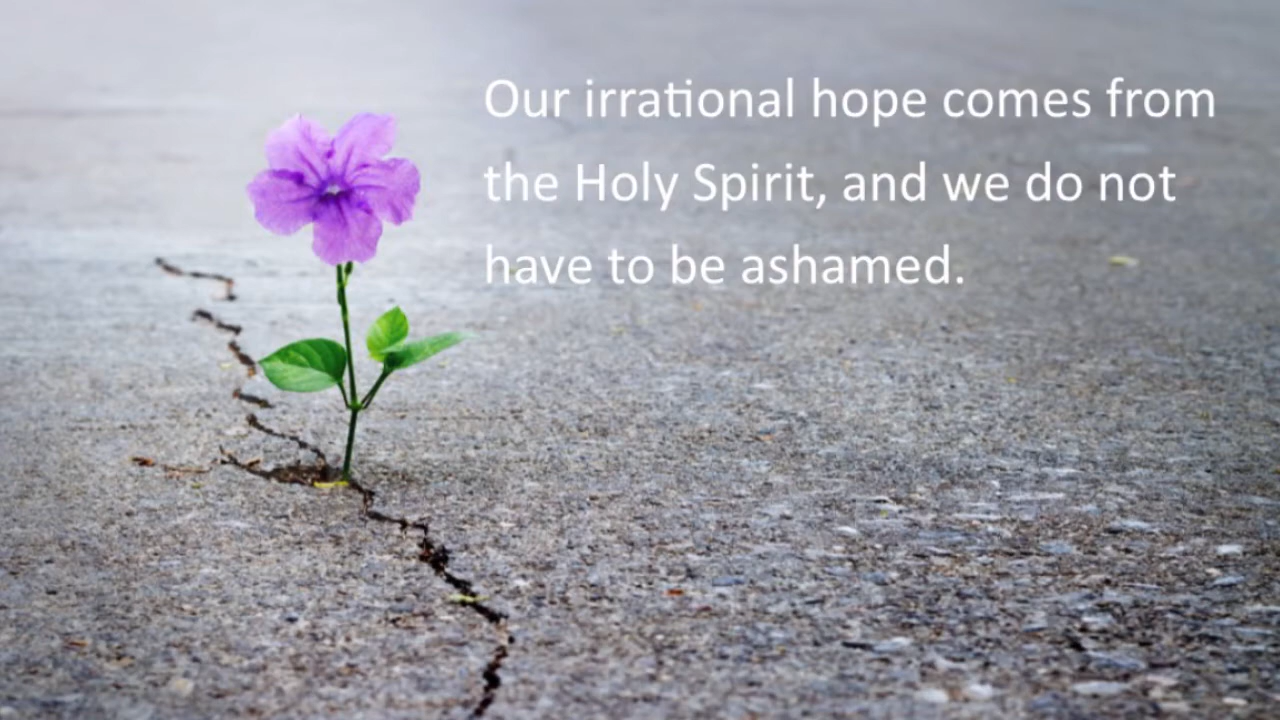 Our irrational hope comes from
the Holy Spirit, and we do not
have to be ashamed.